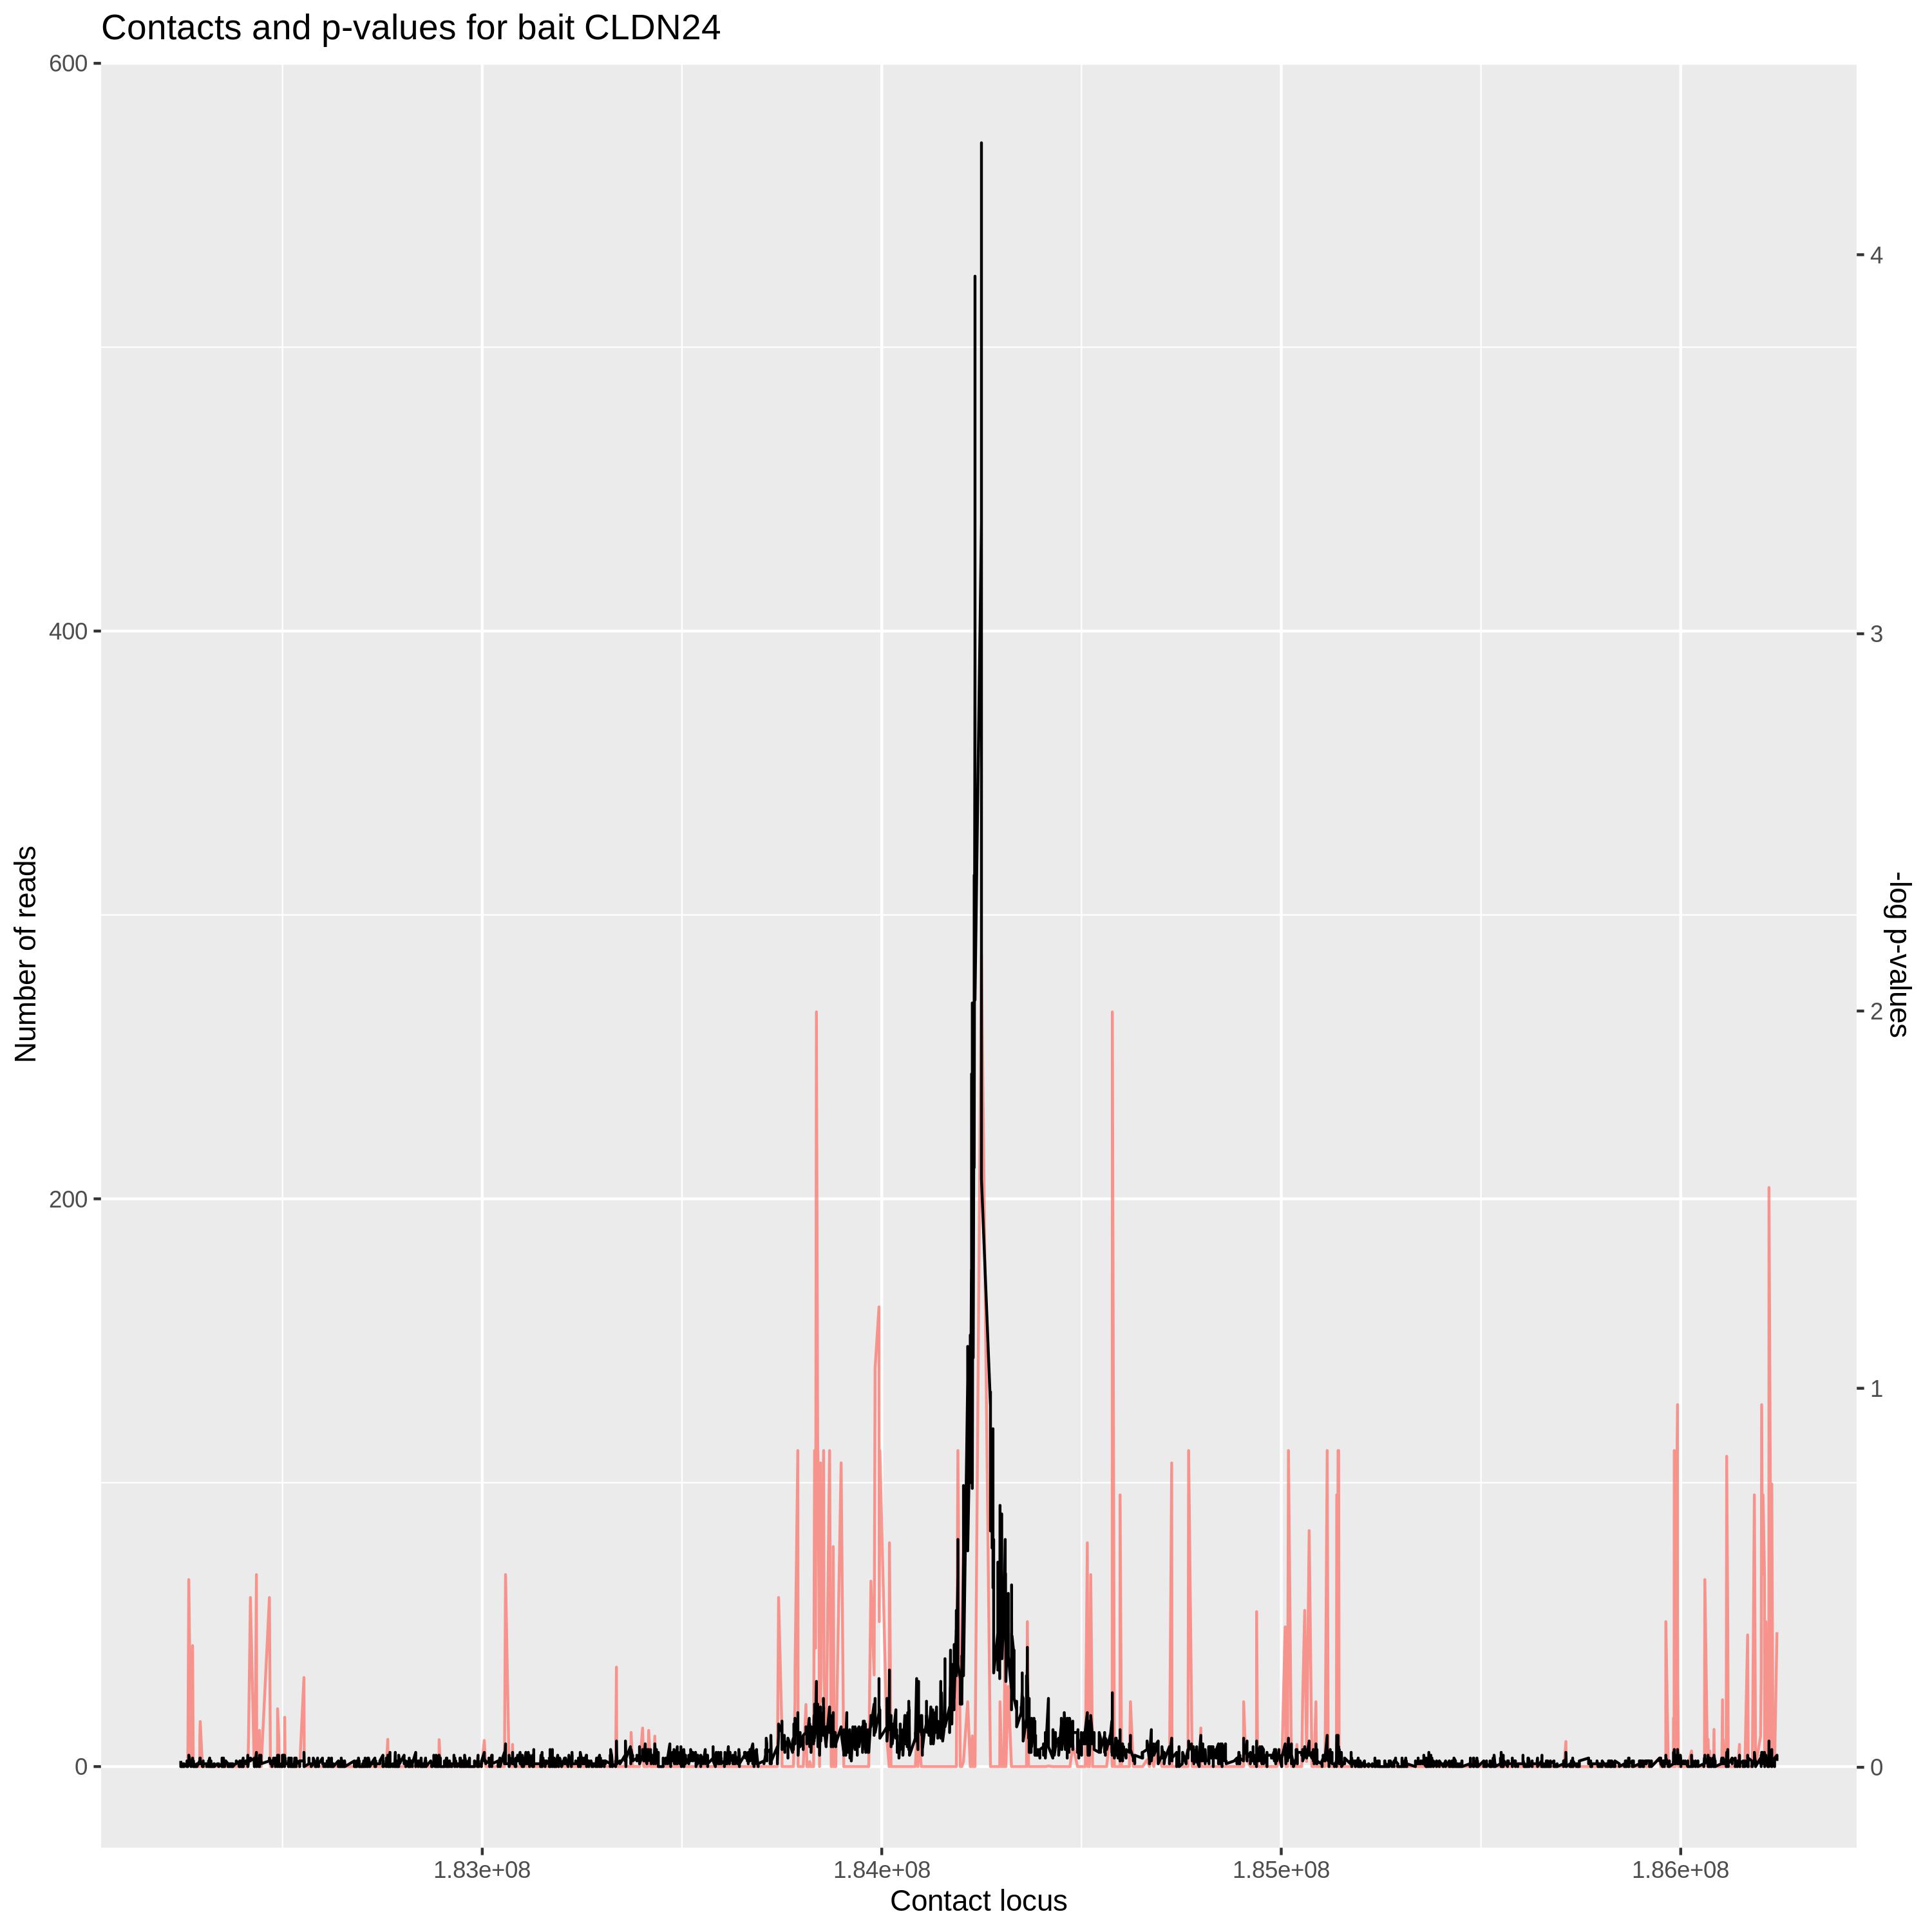 Contacts and p-values for bait CLDN24
600
400
200
0
Number of reads
4
3
2
1
0
-log p-values
1.83e+08
1.84e+08
1.85e+08
1.86e+08
Contact locus